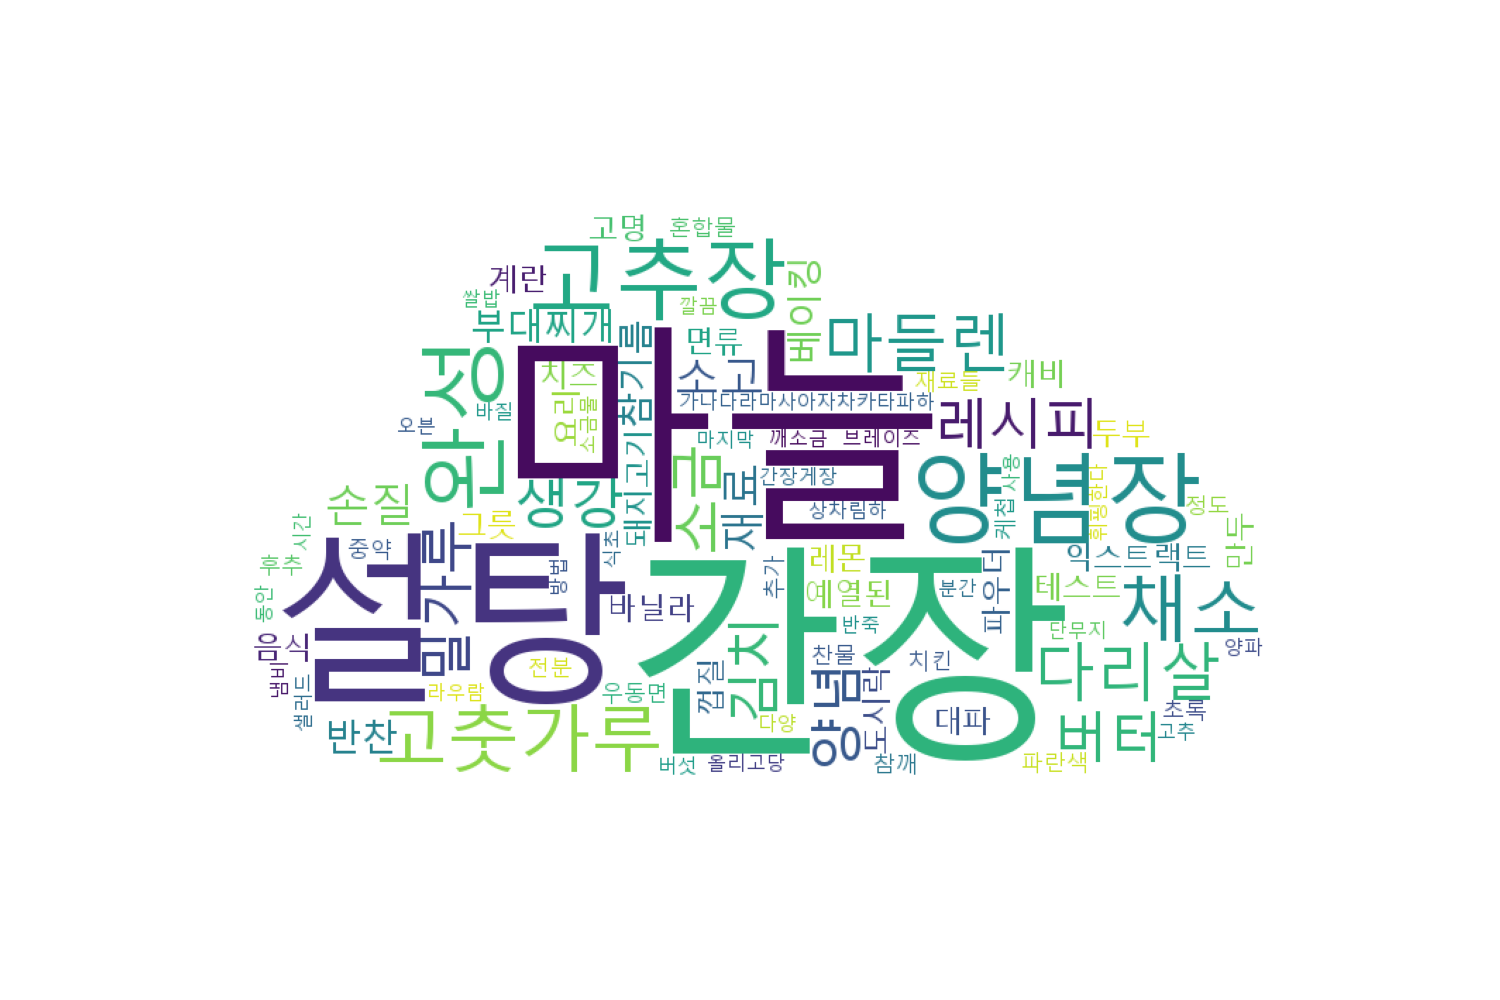 고명
혼합물
고추장
계란
쌀밥
깔끔
베이킹
부대찌개
참기름
면류
마들렌
완성
마늘
치즈
소고
캐비
재료들
바질
요리
소금물
가나다라마사아자차카타파하
레시피
오븐
마지막
깨소금
브레이즈
두부
돼지고기
소금
재료
간장게장
양념장
사용
케첩
휘핑한다
손질
생강
상차림하
정도
그릇
시간
중약
설탕
밀가루
식초
방법
간장
레몬
추가
예열된
분간
파우더
익스트랙트
만두
후추
동안
바닐라
테스트
채소
반죽
단무지
음식
김치
찬물
치킨
다리살
양파
냄비
샐러드
전분
라우람
우동면
껍질
양념
도시락
대파
초록
반찬
고춧가루
다양
버터
고추
버섯
올리고당
참깨
파란색